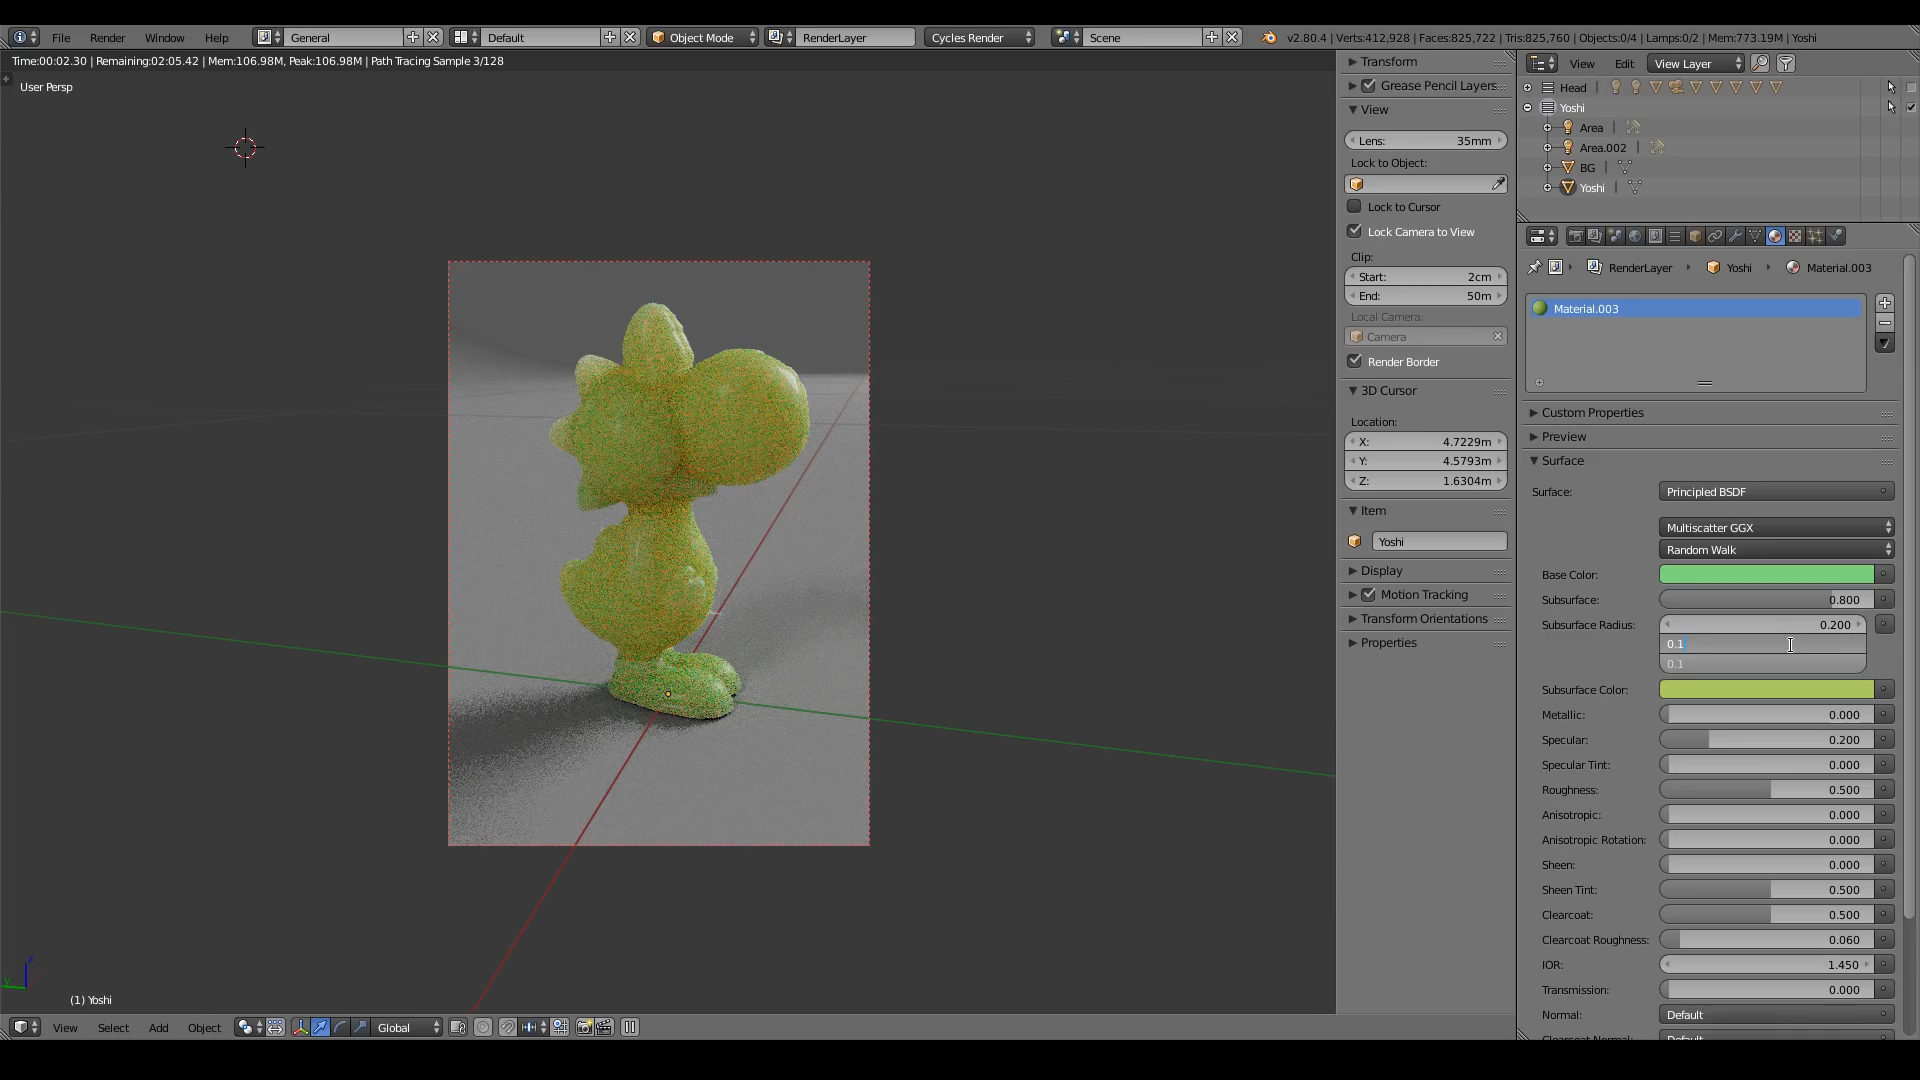 File Render Window Help General Default Object Mode RenderLayer Cycles Render Scene v2.80.4 | Verts:412,928 | Faces:825,722 | Tris:825,760 | Objects:0/4 | Lamps:0/2 | Mem:773.19M | Yoshi
Time:00:02.30 | Remaining:02:05.42 | Mem:106.98M, Peak:106.98M | Path Tracing Sample 3/128
User Persp
(1) Yoshi
View Select Add Object Global
Transform
Grease Pencil Layers
View
Lens: 35mm
Lock to Object:
Lock to Cursor
Lock Camera to View
Clip:
Start: 2cm
End: 50m
Local Camera:
Camera
Render Border
3D Cursor
Location:
X: 4.7229m
Y: 4.5793m
Z: 1.6304m
Item
Yoshi
Display
Motion Tracking
Transform Orientations
Properties
View Edit View Layer
Head
Yoshi
Area
Area.002
BG
Yoshi
RenderLayer Yoshi Material.003
Material.003
Custom Properties
Preview
Surface
Surface: Principled BSDF
Multiscatter GGX
Random Walk
Base Color:
Subsurface: 0.800
Subsurface Radius: 0.200
0.1
0.1
Subsurface Color:
Metallic: 0.000
Specular: 0.200
Specular Tint: 0.000
Roughness: 0.500
Anisotropic: 0.000
Anisotropic Rotation: 0.000
Sheen: 0.000
Sheen Tint: 0.500
Clearcoat: 0.500
Clearcoat Roughness: 0.060
IOR: 1.450
Transmission: 0.000
Normal: Default
Clearcoat Normal: Default
z
y